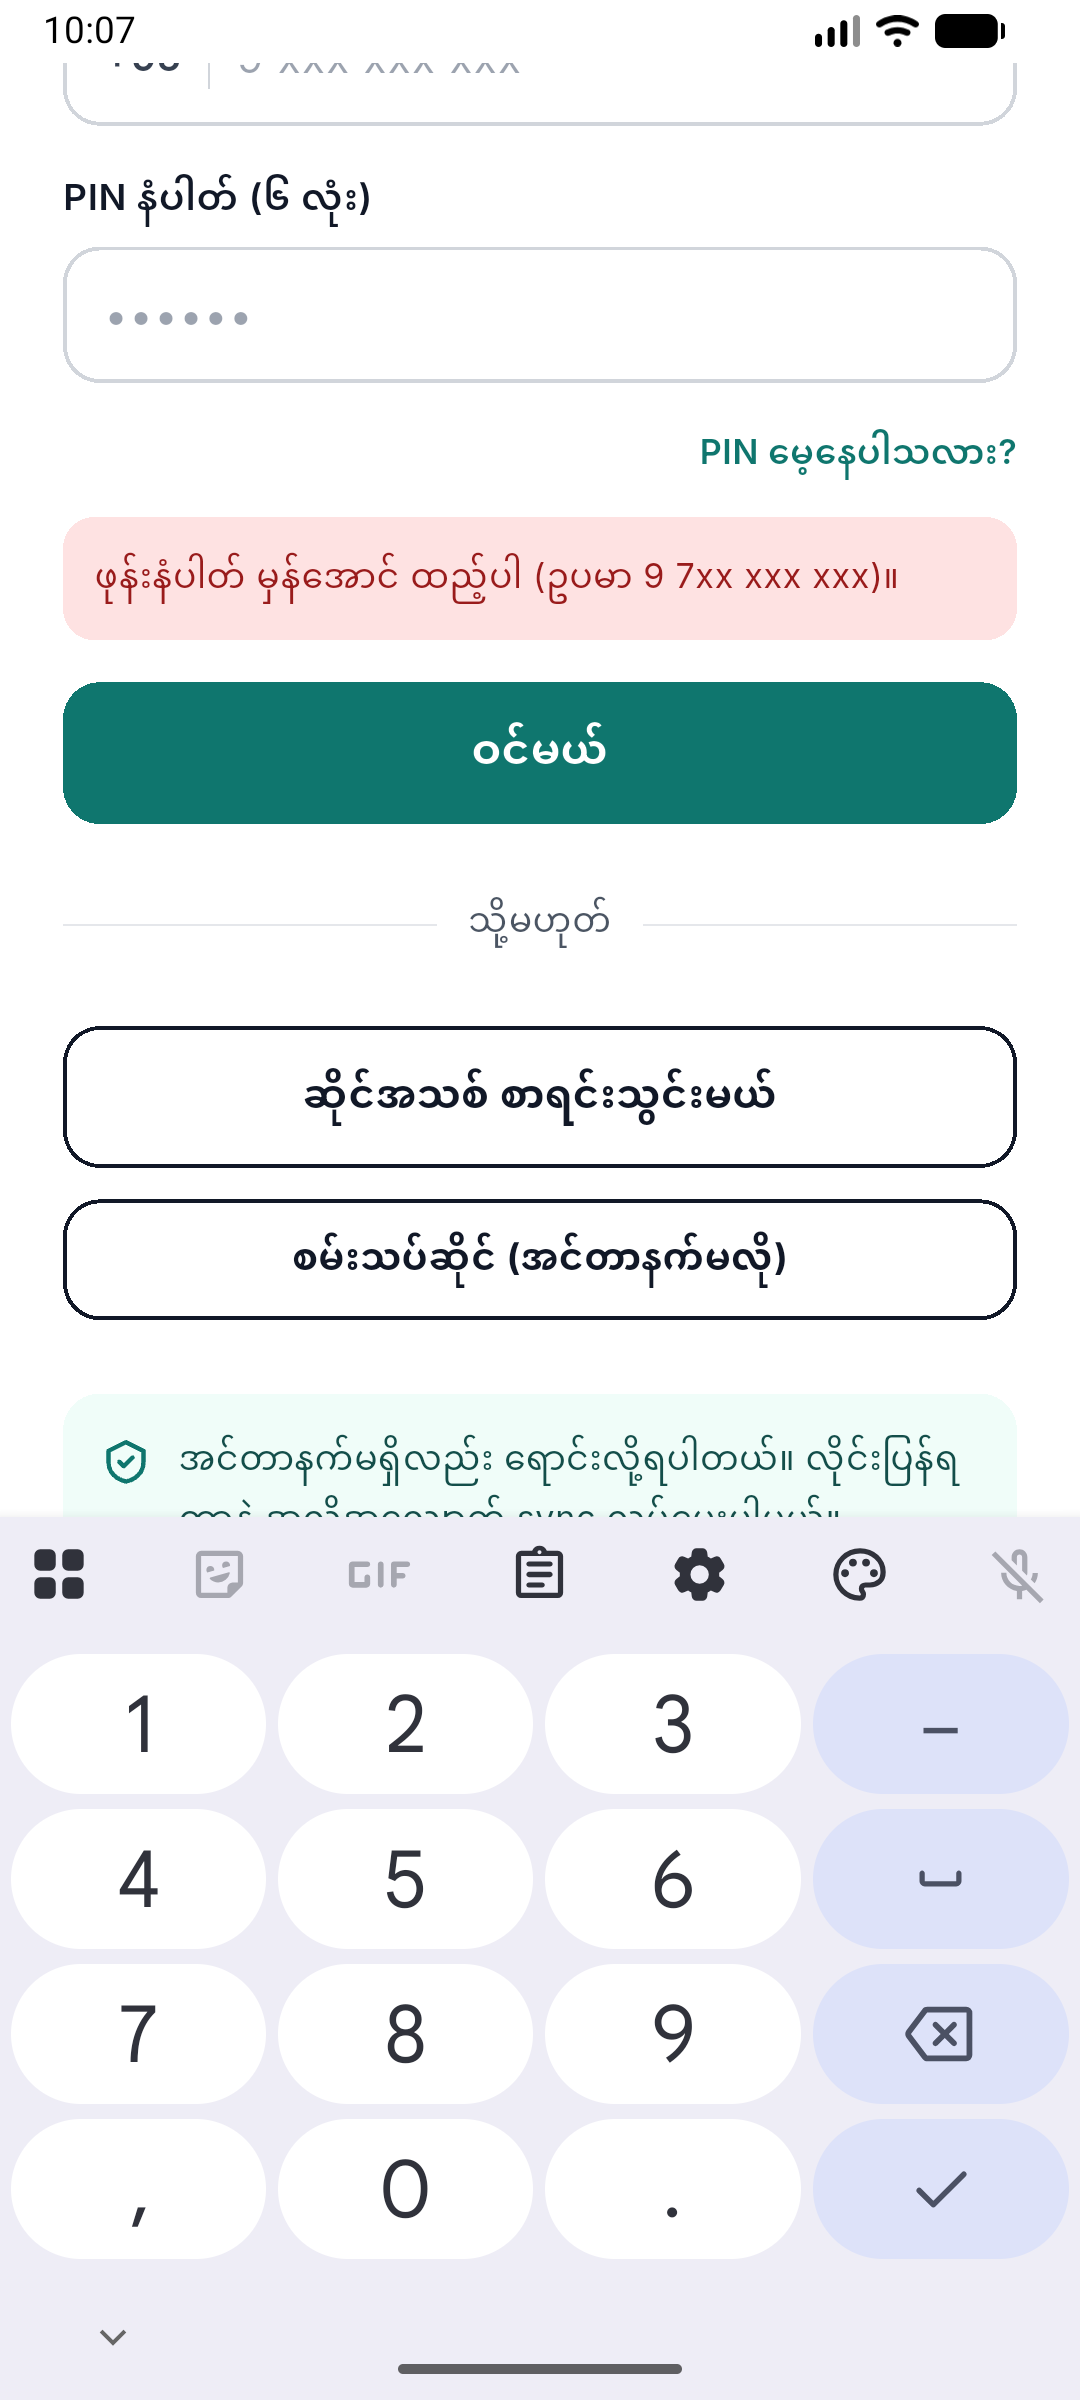 10:07
9 xxx xxx xxx
PIN နံပါတ် (၆ လုံး)
••••••
PIN မေ့နေပါသလား?
ဖုန်းနံပါတ် မှန်အောင် ထည့်ပါ (ဥပမာ 9 7xx xxx xxx)။
ဝင်မယ်
သို့မဟုတ်
ဆိုင်အသစ် စာရင်းသွင်းမယ်
စမ်းသပ်ဆိုင် (အင်တာနက်မလို)
အင်တာနက်မရှိလည်း ရောင်းလို့ရပါတယ်။ လိုင်းပြန်ရ
GIF
1 2 3 –
4 5 6
7 8 9
, 0 .